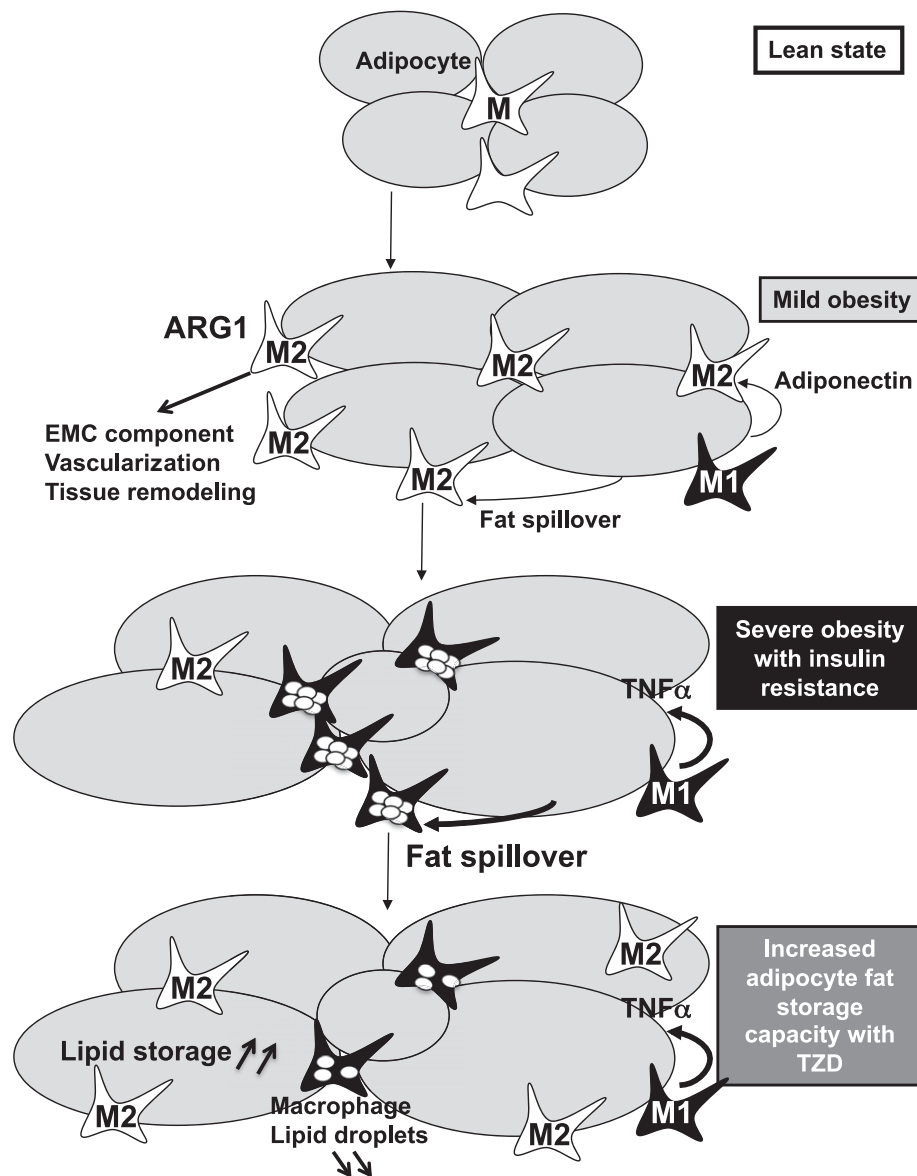 Adipocyte
Lean state
M
Mild obesity
ARG1
M2
M2
M2
Adiponectin
EMC component
Vascularization
Tissue remodeling
M2
M2
M1
Fat spillover
Severe obesity
with insulin
resistance
M2
TNFα
M1
Fat spillover
M2
M2
Increased
adipocyte fat
storage
capacity with
TZD
TNFα
Lipid storage
M2
Macrophage
Lipid droplets
M2
M1